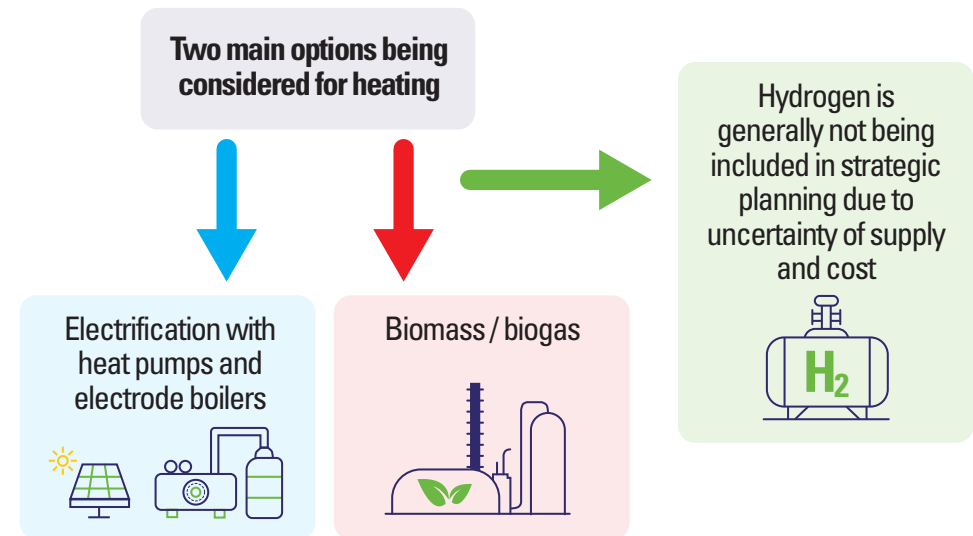 Two main options being
considered for heating
Electrification with
heat pumps and
electrode boilers
Biomass / biogas
Hydrogen is
generally not being
included in strategic
planning due to
uncertainty of supply
and cost
H₂